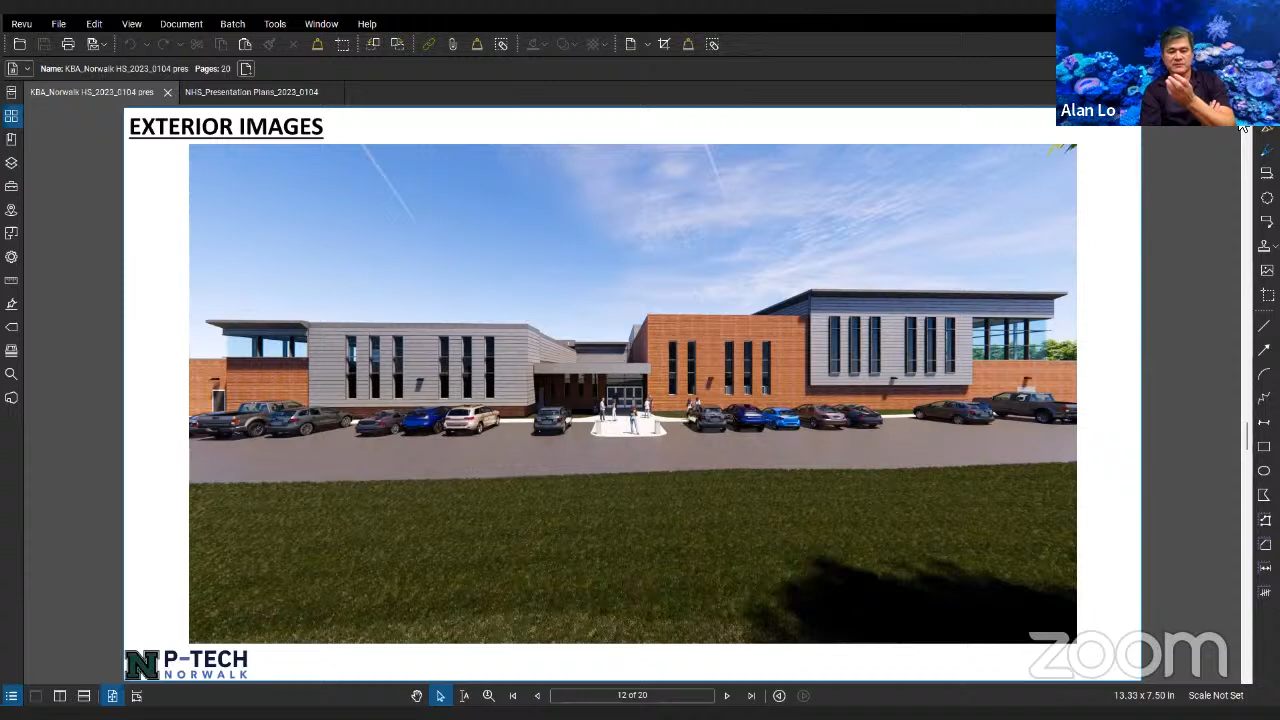 Revu File Edit View Document Batch Tools Window Help
Name: KBA_Norwalk HS_2023_0104 pres Pages: 20
KBA_Norwalk HS_2023_0104 pres NHS_Presentation Plans_2023_0104
Alan Lo
EXTERIOR IMAGES
N P-TECH
NORWALK
zoom
12 of 20
13.33 x 7.50 in Scale Not Set